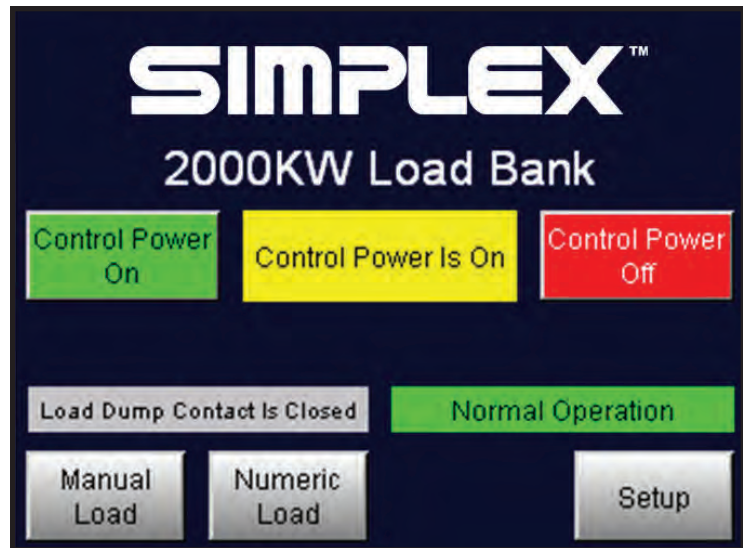 SIMPLEX™
2000KW Load Bank
Control Power
On
Control Power Is On
Control Power
Off
Load Dump Contact Is Closed
Normal Operation
Manual
Load
Numeric
Load
Setup